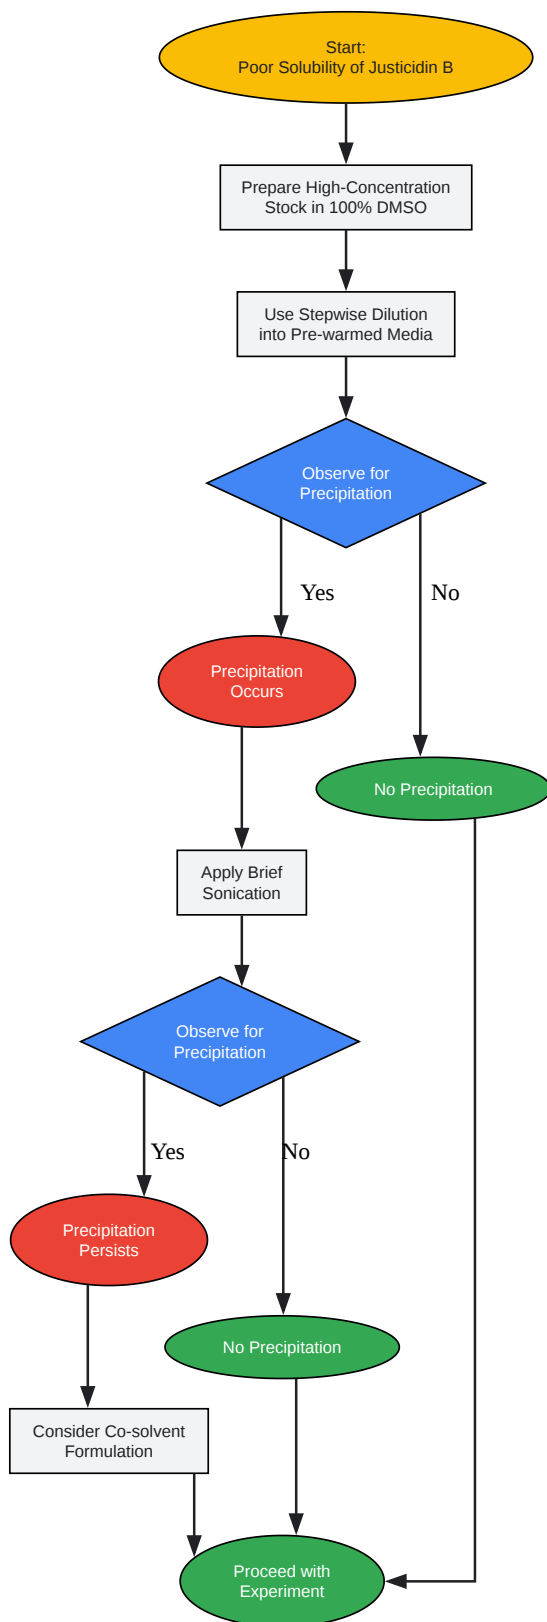 Start:
Poor Solubility of Justicidin B
Prepare High-Concentration
Stock in 100% DMSO
Use Stepwise Dilution
into Pre-warmed Media
Observe for
Precipitation
Yes
No
Precipitation
Occurs
No Precipitation
Apply Brief
Sonication
Observe for
Precipitation
Yes
No
Precipitation
Persists
No Precipitation
Consider Co-solvent
Formulation
Proceed with
Experiment